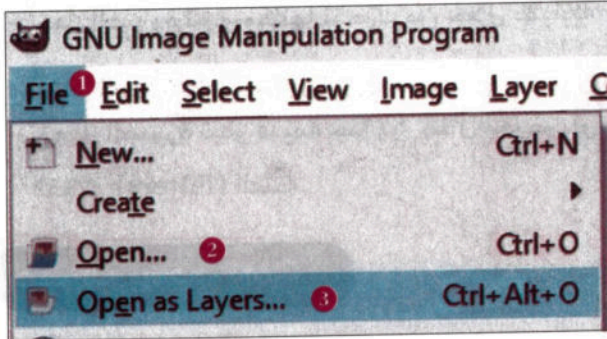 GNU Image Manipulation Program
File 1 Edit Select View Image Layer
New... Ctrl+N
Create
Open... 2 Ctrl+O
Open as Layers... 3 Ctrl+Alt+O